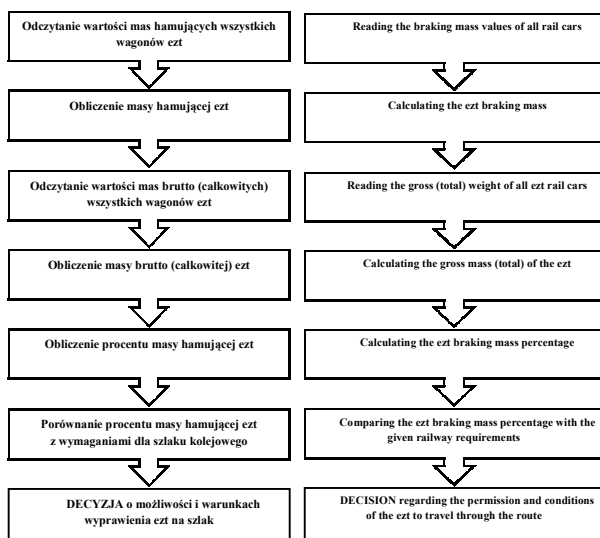 Odczytanie wartości mas hamujących wszystkich
wagonów ezt
Obliczenie masy hamującej ezt
Odczytanie wartości mas brutto (całkowitych)
wszystkich wagonów ezt
Obliczenie masy brutto (całkowitej) ezt
Obliczenie procentu masy hamującej ezt
Porównanie procentu masy hamującej ezt
z wymaganiami dla szlaku kolejowego
DECYZJA o możliwości i warunkach
wyprawienia ezt na szlak
Reading the braking mass values of all rail cars
Calculating the ezt braking mass
Reading the gross (total) weight of all ezt rail cars
Calculating the gross mass (total) of the ezt
Calculating the ezt braking mass percentage
Comparing the ezt braking mass percentage with the
given railway requirements
DECISION regarding the permission and conditions
of the ezt to travel through the route